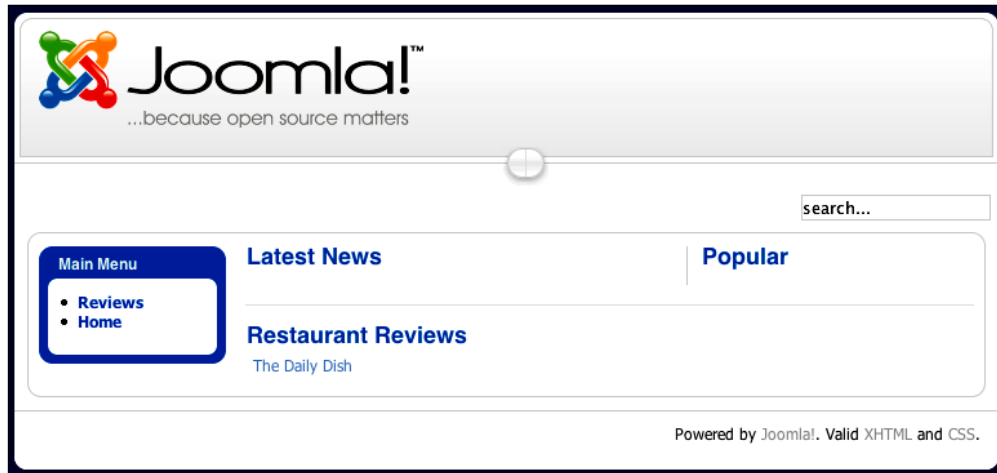 Joomla!™
...because open source matters
search...
Main Menu
Reviews
Home
Latest News
Popular
Restaurant Reviews
The Daily Dish
Powered by Joomla!. Valid XHTML and CSS.